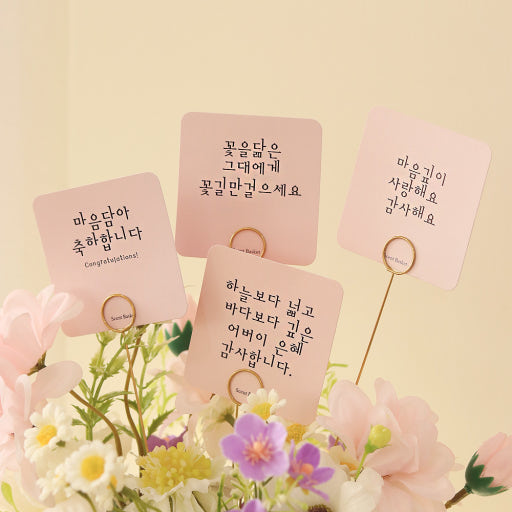 마음담아
축하합니다
Congratulations!
꽃을닮은
그대에게
꽃길만걸으세요
마음깊이
사랑해요
감사해요
하늘보다 넓고
바다보다 깊은
어버이 은혜
감사합니다.